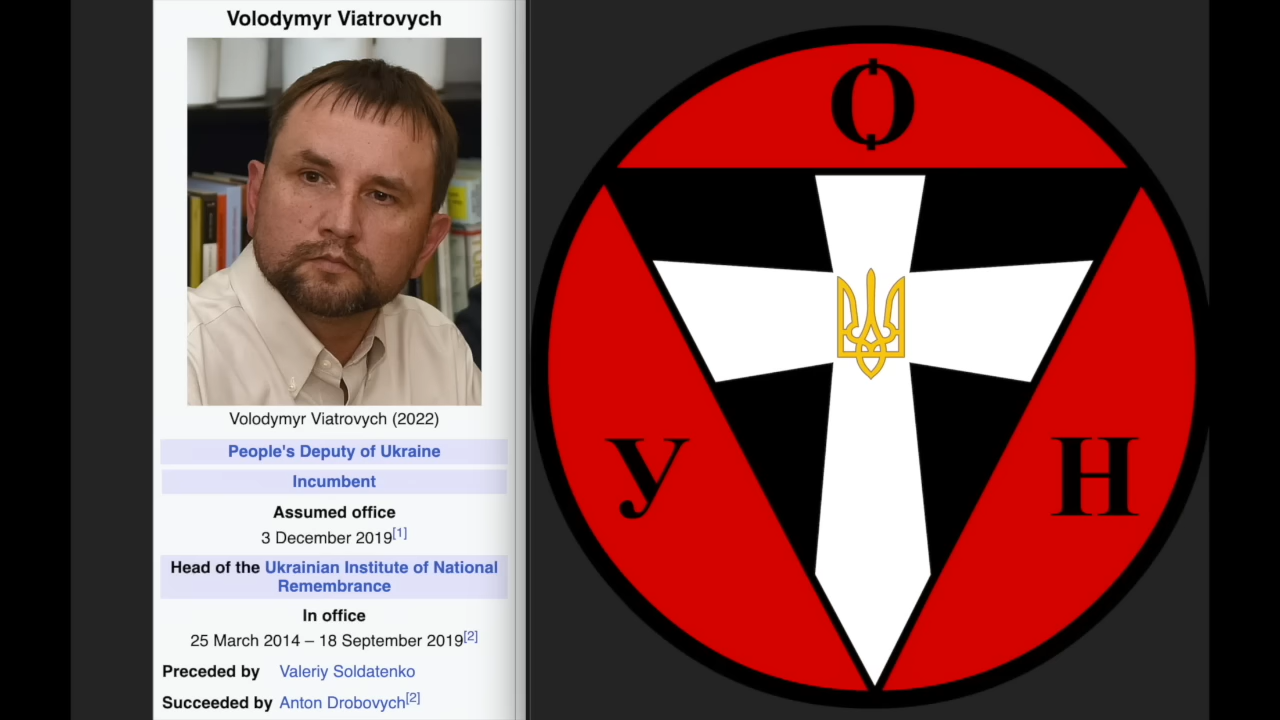 Volodymyr Viatrovych
Volodymyr Viatrovych (2022)
People's Deputy of Ukraine
Incumbent
Assumed office
3 December 2019[1]
Head of the Ukrainian Institute of National
Remembrance
In office
25 March 2014 – 18 September 2019[2]
Preceded by Valeriy Soldatenko
Succeeded by Anton Drobovych[2]
О
У
Н